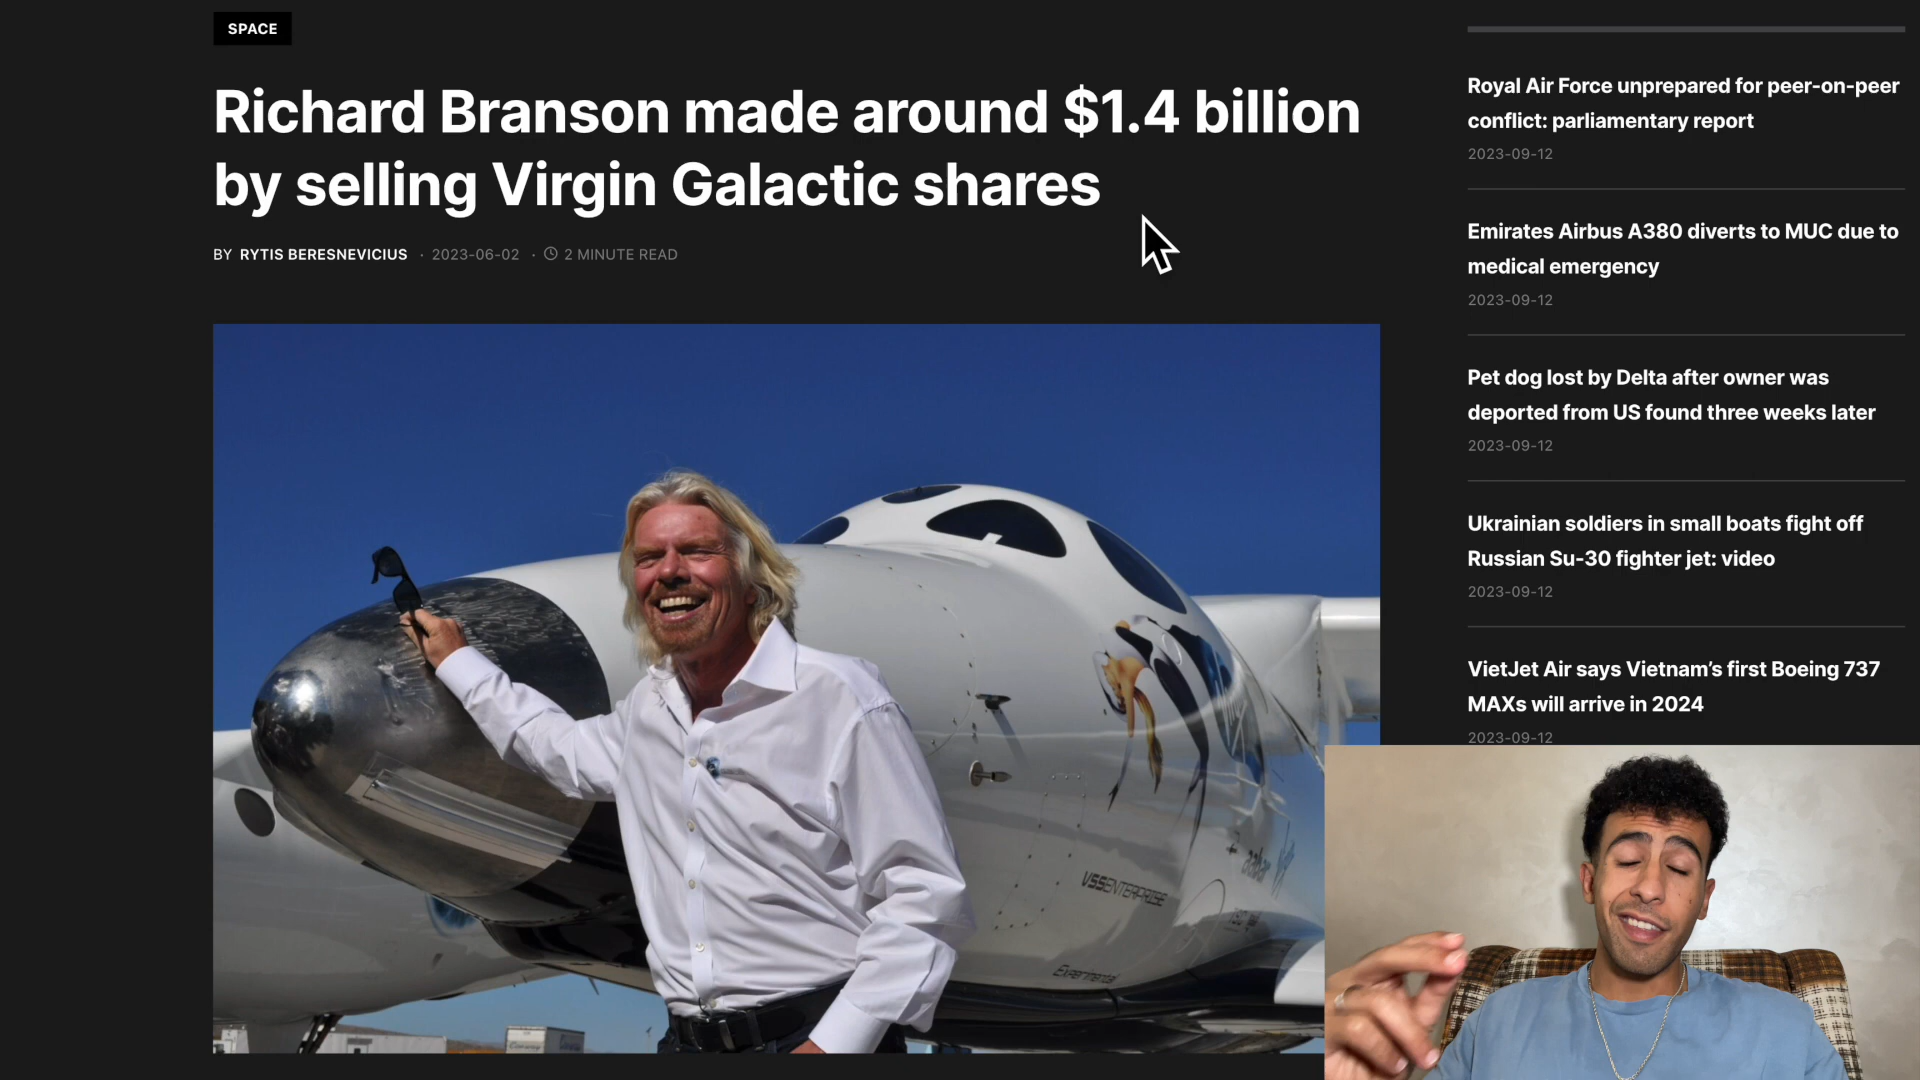 SPACE
Richard Branson made around $1.4 billion
by selling Virgin Galactic shares
BY RYTIS BERESNEVICIUS · 2023-06-02 · 2 MINUTE READ
Royal Air Force unprepared for peer-on-peer
conflict: parliamentary report
2023-09-12
Emirates Airbus A380 diverts to MUC due to
medical emergency
2023-09-12
Pet dog lost by Delta after owner was
deported from US found three weeks later
2023-09-12
Ukrainian soldiers in small boats fight off
Russian Su-30 fighter jet: video
2023-09-12
VietJet Air says Vietnam’s first Boeing 737
MAXs will arrive in 2024
2023-09-12
VSS ENTERPRISE
Experimental